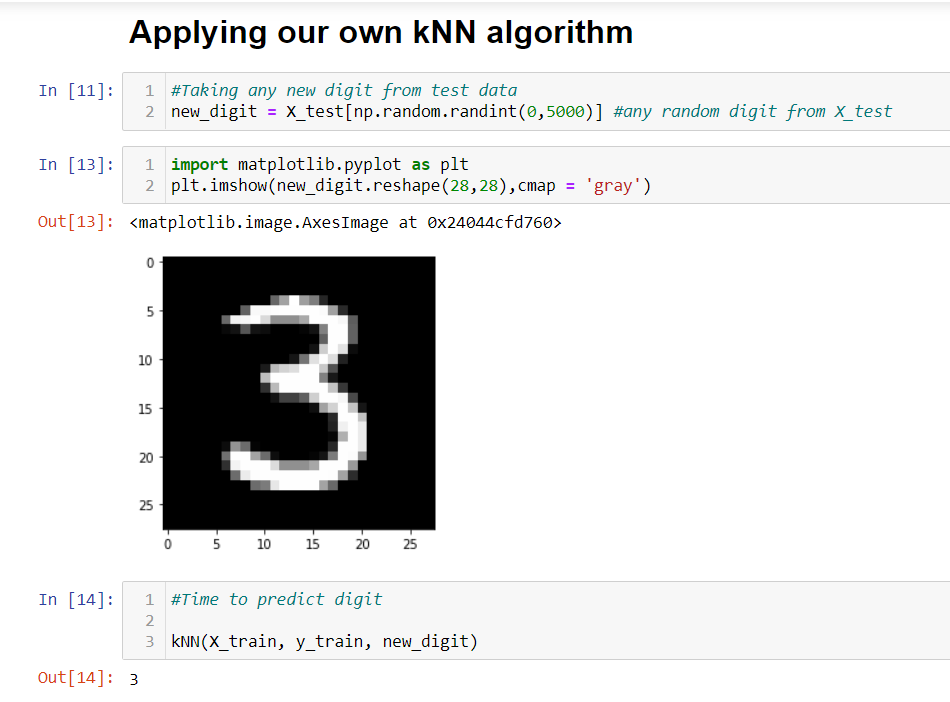 Applying our own kNN algorithm
In [11]:
1 #Taking any new digit from test data
2 new_digit = X_test[np.random.randint(0,5000)] #any random digit from X_test
In [13]:
1 import matplotlib.pyplot as plt
2 plt.imshow(new_digit.reshape(28,28),cmap = 'gray')
Out[13]: <matplotlib.image.AxesImage at 0x24044cfd760>
0
5
10
15
20
25
3
0 5 10 15 20 25
In [14]:
1 #Time to predict digit
2
3 kNN(X_train, y_train, new_digit)
Out[14]: 3